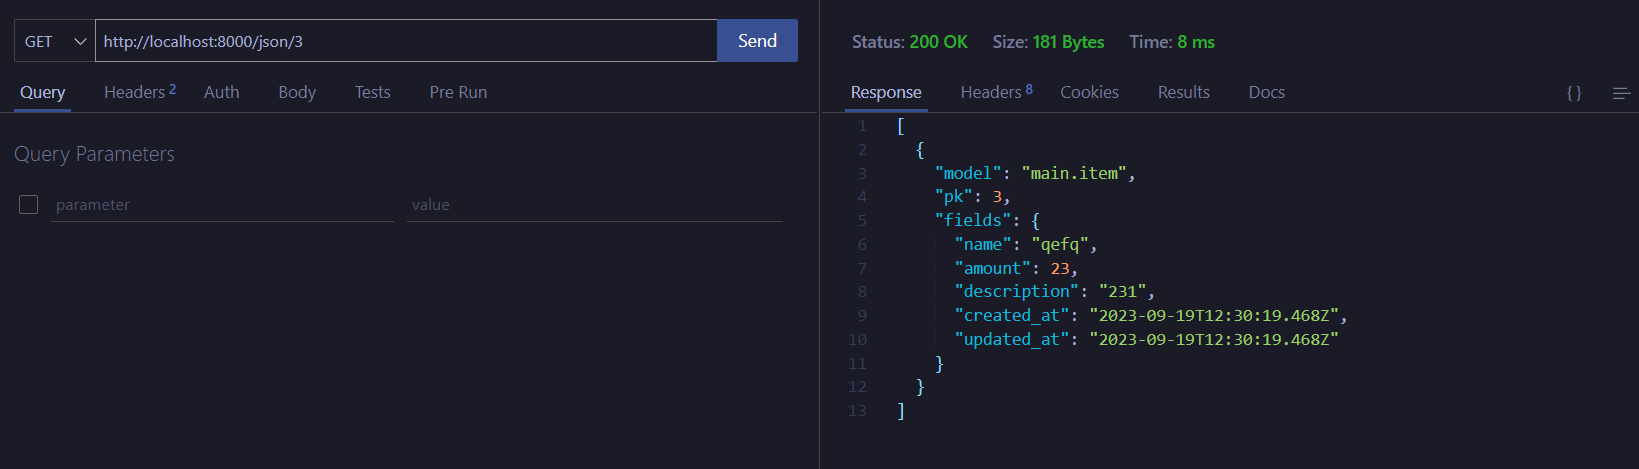 GET http://localhost:8000/json/3 Send
Query Headers 2 Auth Body Tests Pre Run
Query Parameters
parameter value
Status: 200 OK Size: 181 Bytes Time: 8 ms
Response Headers 8 Cookies Results Docs { }
1 [
2 {
3 "model": "main.item",
4 "pk": 3,
5 "fields": {
6 "name": "qefq",
7 "amount": 23,
8 "description": "231",
9 "created_at": "2023-09-19T12:30:19.468Z",
10 "updated_at": "2023-09-19T12:30:19.468Z"
11 }
12 }
13 ]